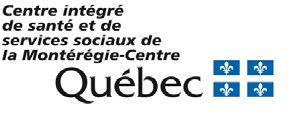 Centre intégré
de santé et de
services sociaux de
la Montérégie-Centre
Québec